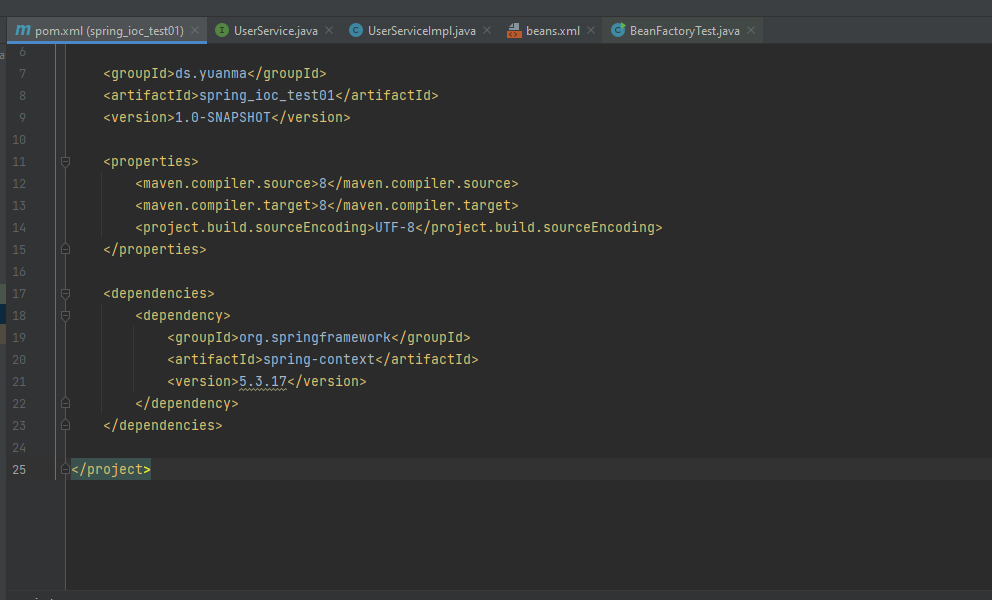 pom.xml (spring_ioc_test01) UserService.java UserServiceImpl.java beans.xml BeanFactoryTest.java
6
7 <groupId>ds.yuanma</groupId>
8 <artifactId>spring_ioc_test01</artifactId>
9 <version>1.0-SNAPSHOT</version>
10
11 <properties>
12 <maven.compiler.source>8</maven.compiler.source>
13 <maven.compiler.target>8</maven.compiler.target>
14 <project.build.sourceEncoding>UTF-8</project.build.sourceEncoding>
15 </properties>
16
17 <dependencies>
18 <dependency>
19 <groupId>org.springframework</groupId>
20 <artifactId>spring-context</artifactId>
21 <version>5.3.17</version>
22 </dependency>
23 </dependencies>
24
25 </project>